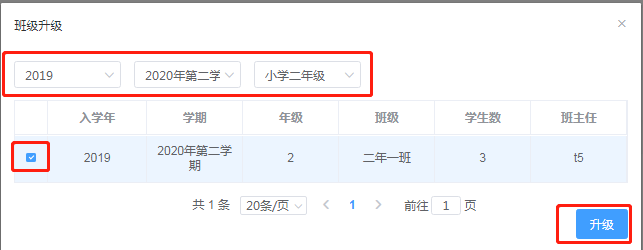 班级升级
2019 2020年第二学 小学二年级
入学年 学期 年级 班级 学生数 班主任
2019 2020年第二学期 2 二年一班 3 t5
共 1 条 20条/页 1 前往 1 页
升级